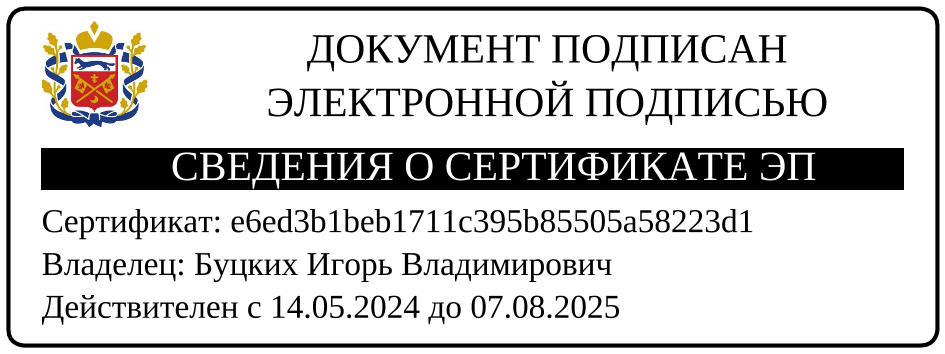 ДОКУМЕНТ ПОДПИСАН
ЭЛЕКТРОННОЙ ПОДПИСЬЮ
СВЕДЕНИЯ О СЕРТИФИКАТЕ ЭП
Сертификат: e6ed3b1beb1711c395b85505a58223d1
Владелец: Буцких Игорь Владимирович
Действителен с 14.05.2024 до 07.08.2025